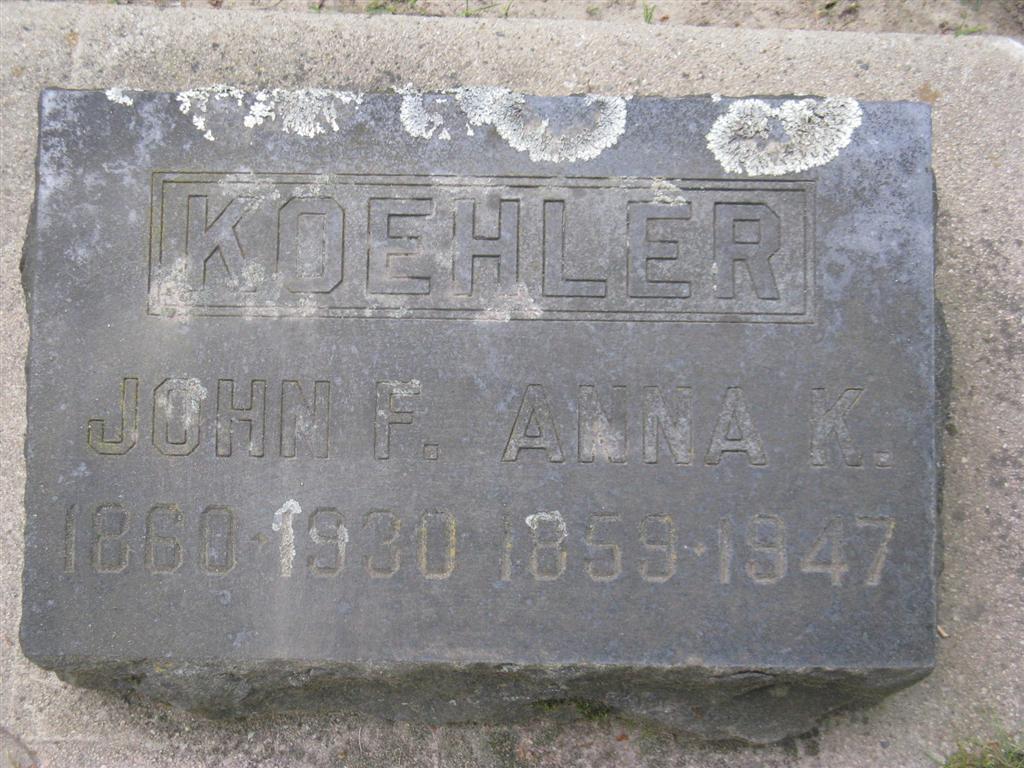 KOEHLER
JOHN F. ANNA K.
1860-1930 1859-1947